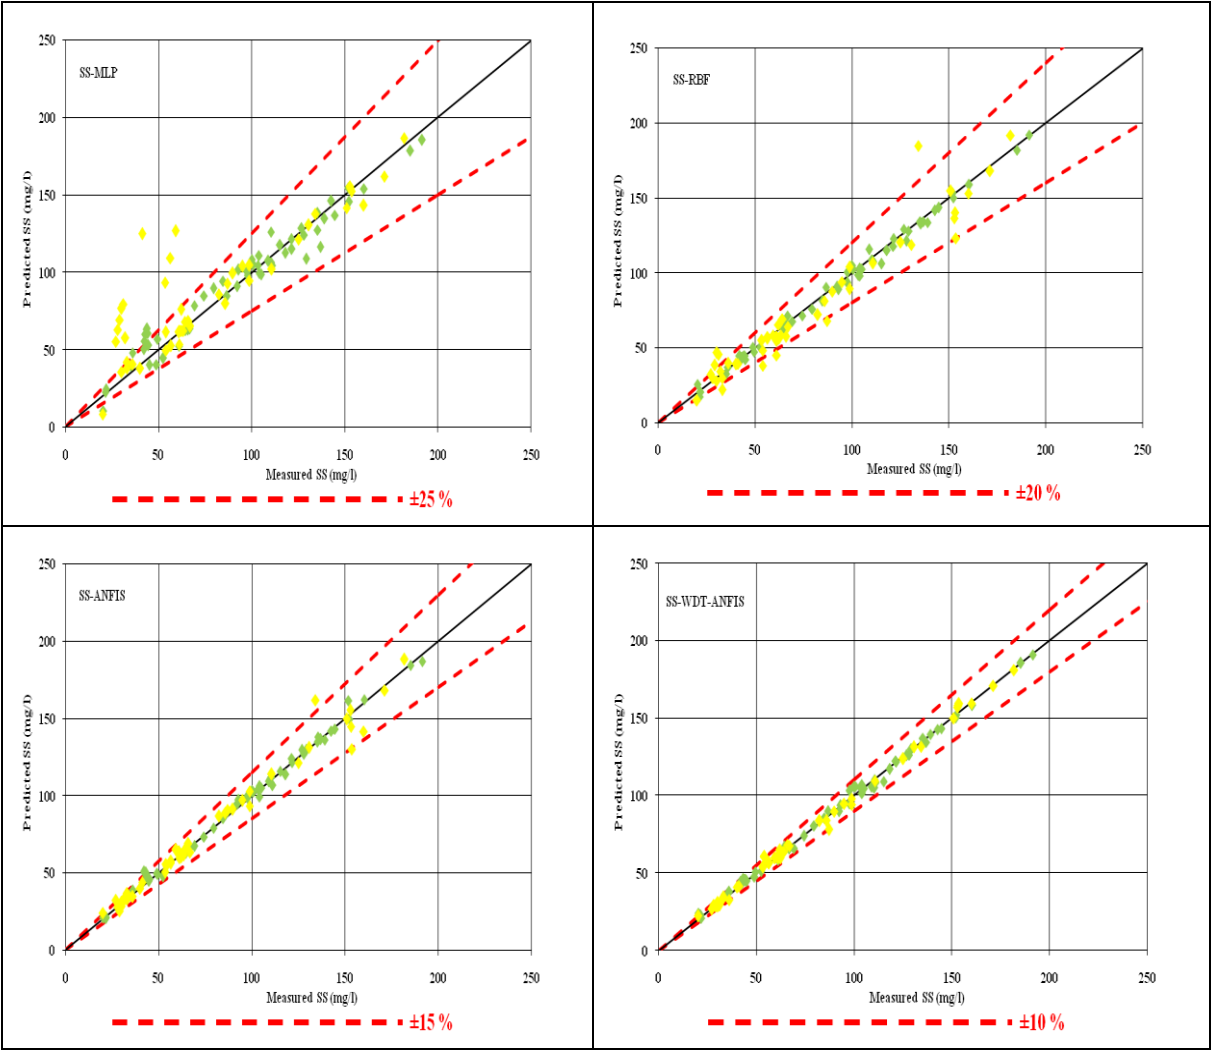 SS-MLP
250
200
150
100
50
0
Predicted SS (mg/l)
0 50 100 150 200 250
Measured SS (mg/l)
±25 %
SS-RBF
250
200
150
100
50
0
Predicted SS (mg/l)
0 50 100 150 200 250
Measured SS (mg/l)
±20 %
SS-ANFIS
250
200
150
100
50
0
Predicted SS (mg/l)
0 50 100 150 200 250
Measured SS (mg/l)
±15 %
SS-WDT-ANFIS
250
200
150
100
50
0
Predicted SS (mg/l)
0 50 100 150 200 250
Measured SS (mg/l)
±10 %